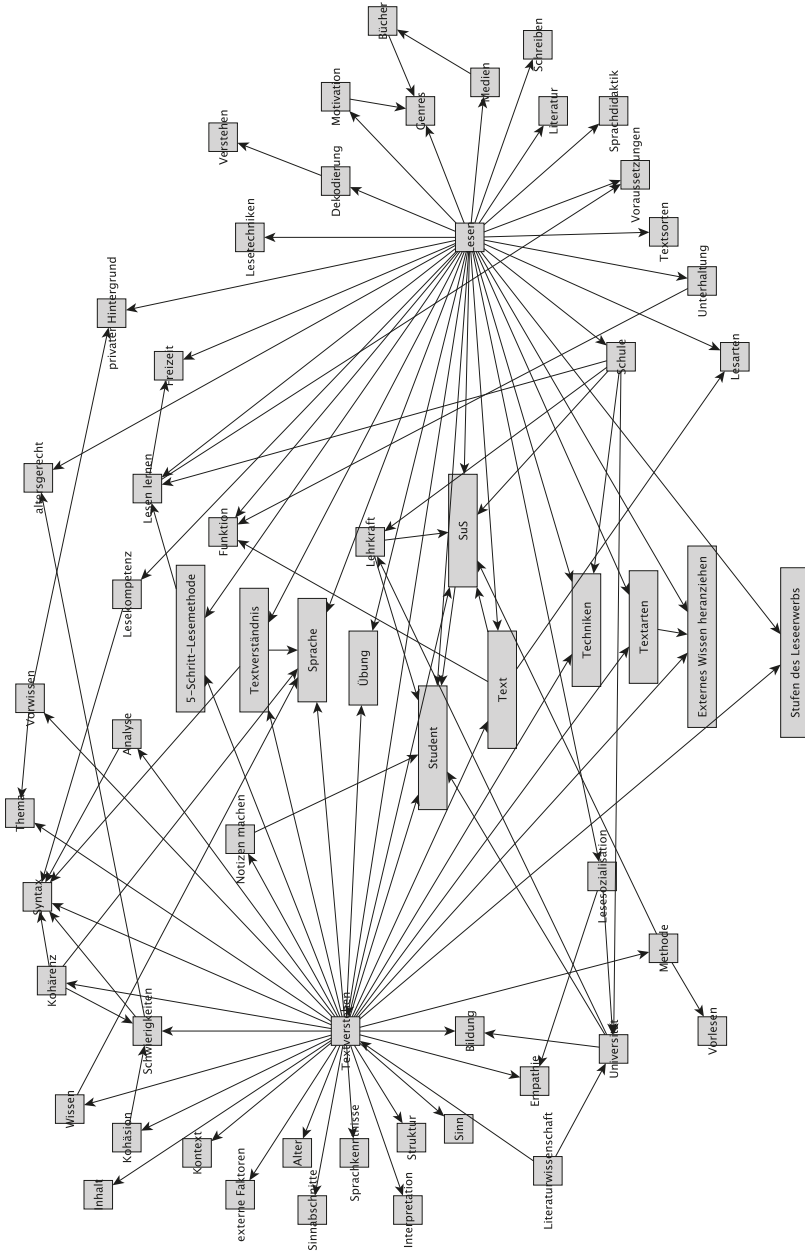 Bücher
Schreiben
Medien
Motivation
Genres
Literatur
Sprachdidaktik
Verstehen
Dekodierung
Voraussetzungen
Lesetechniken
Leser
Textsorten
Unterhaltung
privater Hintergrund
Freizeit
Schule
Lesarten
altersgerecht
Lesen lernen
Funktion
Lehrkraft
SuS
Lesekompetenz
5-Schritt-Lesemethode
Textverständnis
Sprache
Übung
Text
Techniken
Textarten
Externes Wissen heranziehen
Stufen des Leseerwerbs
Vorwissen
Analyse
Student
Thema
Notizen machen
Syntax
Lesesozialisation
Kohärenz
Methode
Schwierigkeiten
Textverstehen
Bildung
Universität
Vorlesen
Wissen
Empathie
Kohäsion
Kontext
Alter
Sprachkenntnisse
Struktur
Sinn
Literaturwissenschaft
Inhalt
externe Faktoren
Sinnabschnitte
Interpretation